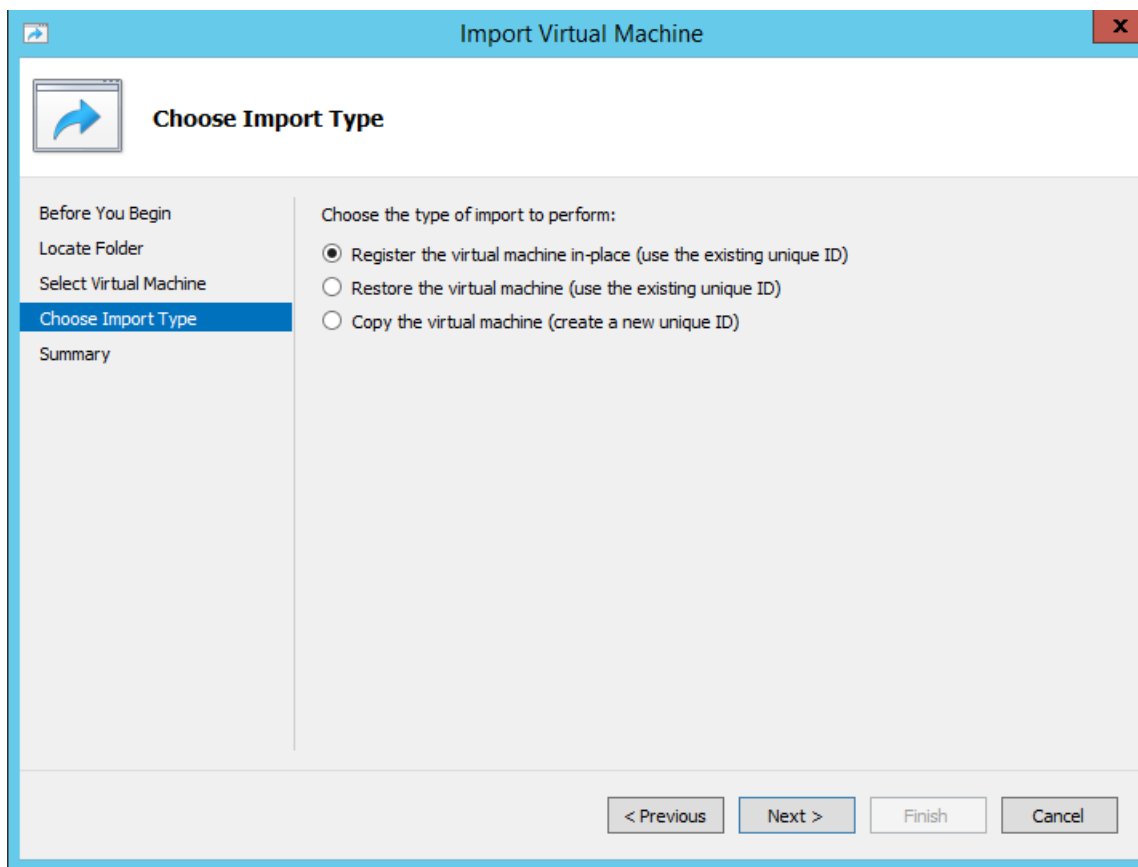 Import Virtual Machine
x
Choose Import Type
Before You Begin
Locate Folder
Select Virtual Machine
Choose Import Type
Summary
Choose the type of import to perform:
Register the virtual machine in-place (use the existing unique ID)
Restore the virtual machine (use the existing unique ID)
Copy the virtual machine (create a new unique ID)
< Previous
Next >
Finish
Cancel